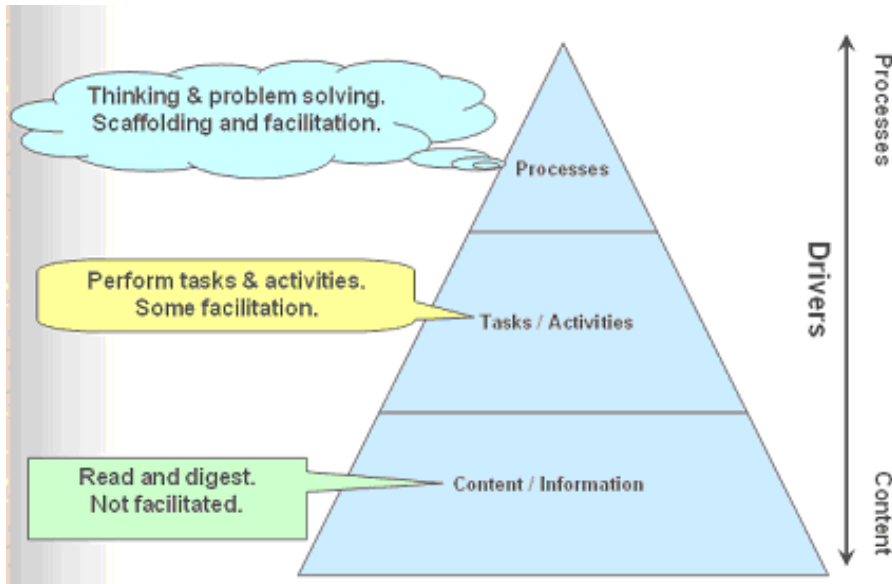 Thinking & problem solving.
Scaffolding and facilitation.
Processes
Perform tasks & activities.
Some facilitation.
Tasks / Activities
Read and digest.
Not facilitated.
Content / Information
Processes
Drivers
Content